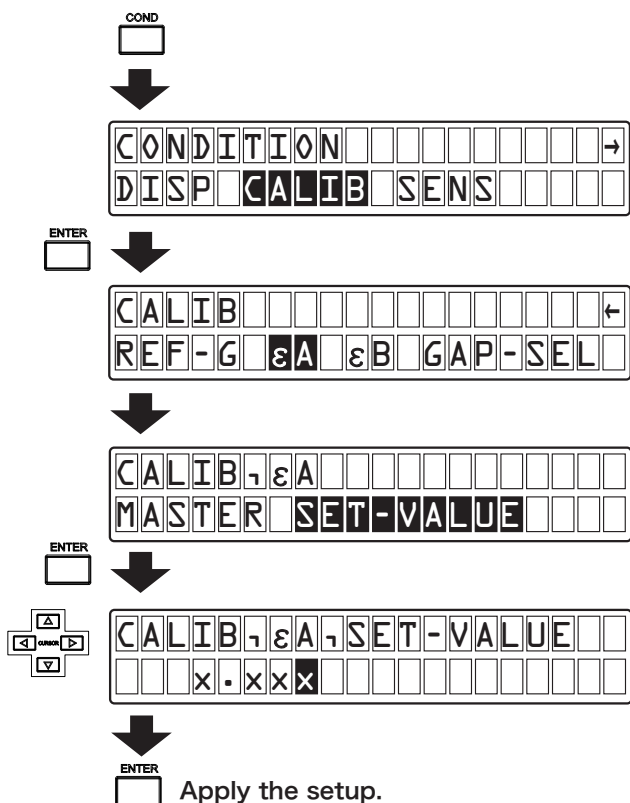 COND
CONDITION →
DISP CALIB SENS
ENTER
CALIB ←
REF-G εA εB GAP-SEL
CALIB¬εA
MASTER SET-VALUE
ENTER
CURSOR
CALIB¬εA¬SET-VALUE
x.xxx
ENTER
Apply the setup.